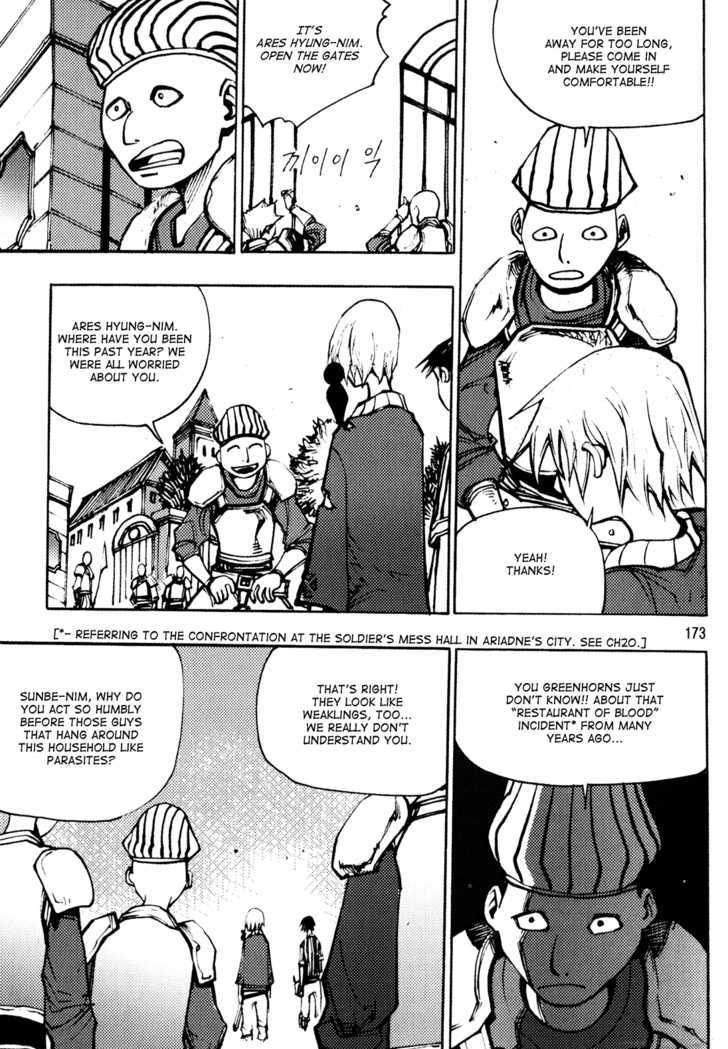 IT'S
ARES HYUNG-NIM.
OPEN THE GATES
NOW!
끼이이 익
YOU'VE BEEN
AWAY FOR TOO LONG,
PLEASE COME IN
AND MAKE YOURSELF
COMFORTABLE!!
ARES HYUNG-NIM.
WHERE HAVE YOU BEEN
THIS PAST YEAR? WE
WERE ALL WORRIED
ABOUT YOU.
YEAH!
THANKS!
[*- REFERRING TO THE CONFRONTATION AT THE SOLDIER'S MESS HALL IN ARIADNE'S CITY. SEE CH20.]
173
SUNBE-NIM, WHY DO
YOU ACT SO HUMBLY
BEFORE THOSE GUYS
THAT HANG AROUND
THIS HOUSEHOLD LIKE
PARASITES?
THAT'S RIGHT!
THEY LOOK LIKE
WEAKLINGS, TOO...
WE REALLY DON'T
UNDERSTAND YOU.
YOU GREENHORNS JUST
DON'T KNOW!! ABOUT THAT
"RESTAURANT OF BLOOD"
INCIDENT* FROM MANY
YEARS AGO...